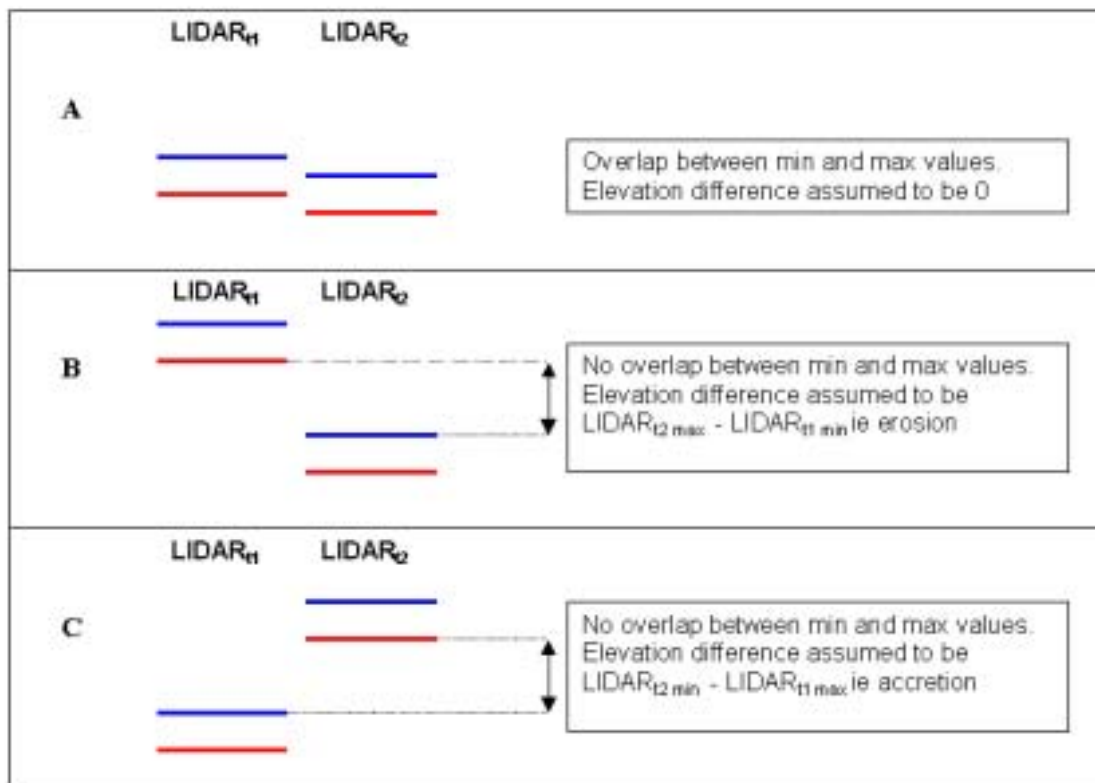 LIDARt1 LIDARt2
A
Overlap between min and max values.
Elevation difference assumed to be 0
LIDARt1 LIDARt2
B
No overlap between min and max values.
Elevation difference assumed to be
LIDARt2 max - LIDARt1 min ie erosion
LIDARt1 LIDARt2
C
No overlap between min and max values.
Elevation difference assumed to be
LIDARt2 min - LIDARt1 max ie accretion